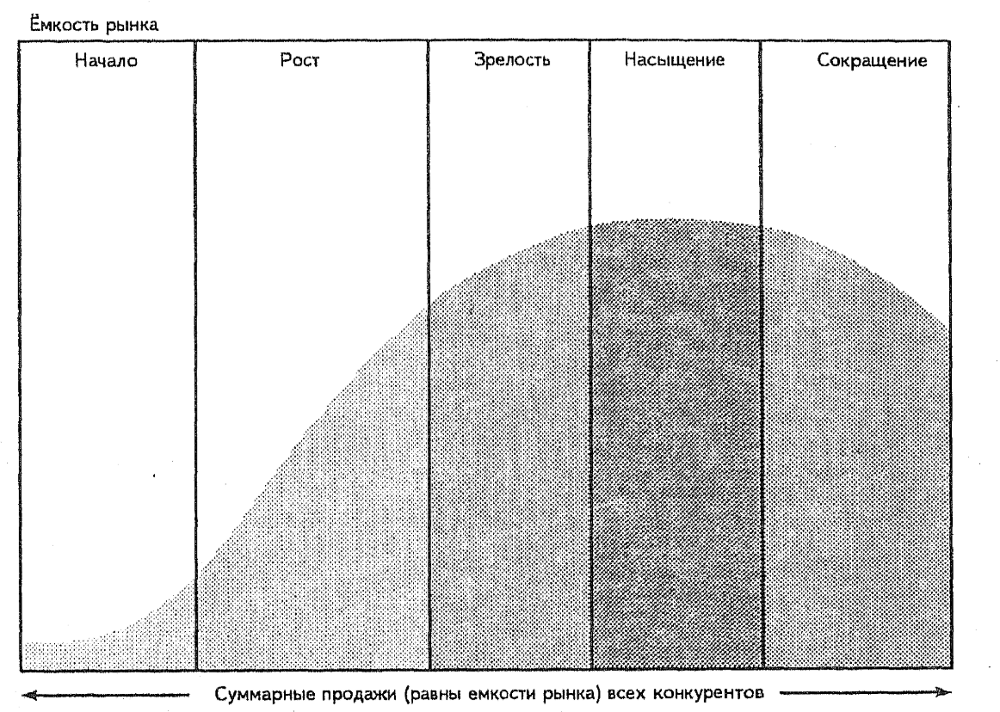 Ёмкость рынка
Начало Рост Зрелость Насыщение Сокращение
Суммарные продажи (равны емкости рынка) всех конкурентов